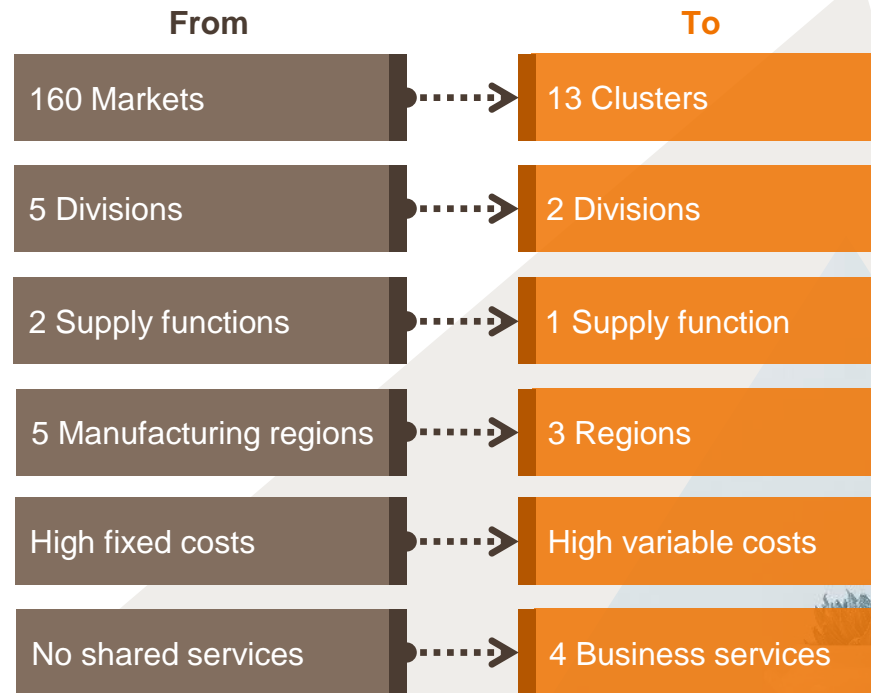 From To
160 Markets 13 Clusters
5 Divisions 2 Divisions
2 Supply functions 1 Supply function
5 Manufacturing regions 3 Regions
High fixed costs High variable costs
No shared services 4 Business services